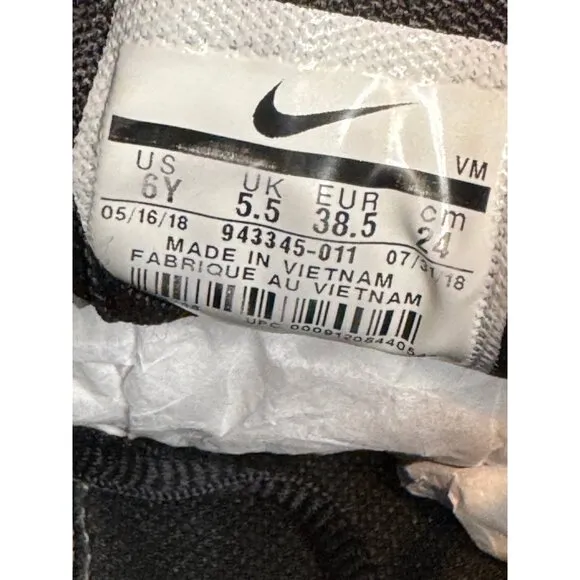 VM
US UK EUR cm
6Y 5.5 38.5 24
05/16/18 943345-011 07/31/18
MADE IN VIETNAM
FABRIQUE AU VIETNAM